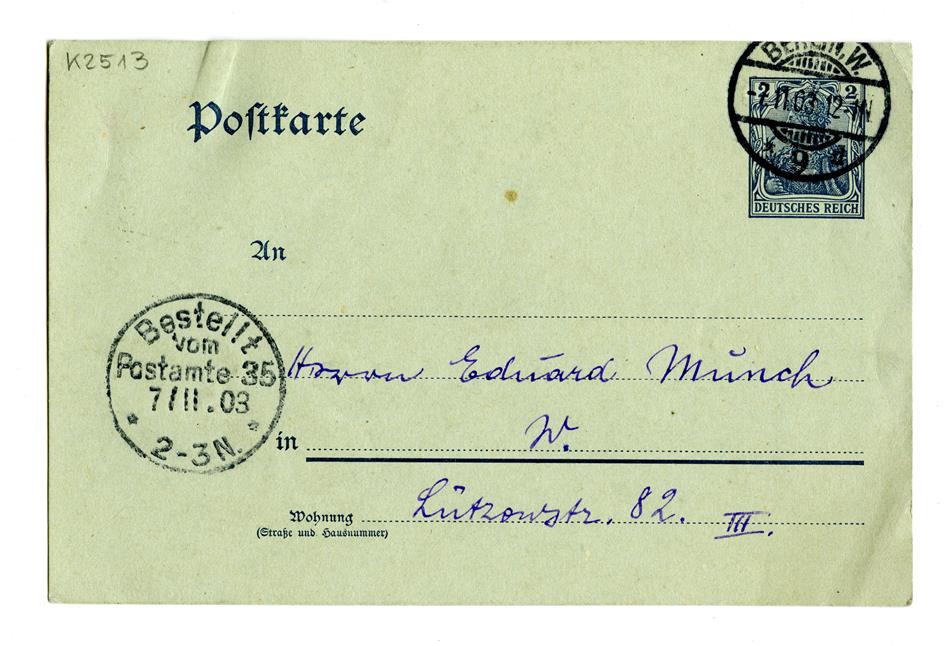 K2513
BERLIN.W.
2 2
-7.11.03.12-1N
* 9 g
DEUTSCHES REICH
Poſtkarte
An
Bestellt
vom
Postamte 35
7/11.03
2-3N.
Herrn Eduard Munch
in W.
Wohnung Lützowstr. 82. III.
(Straße und Hausnummer)